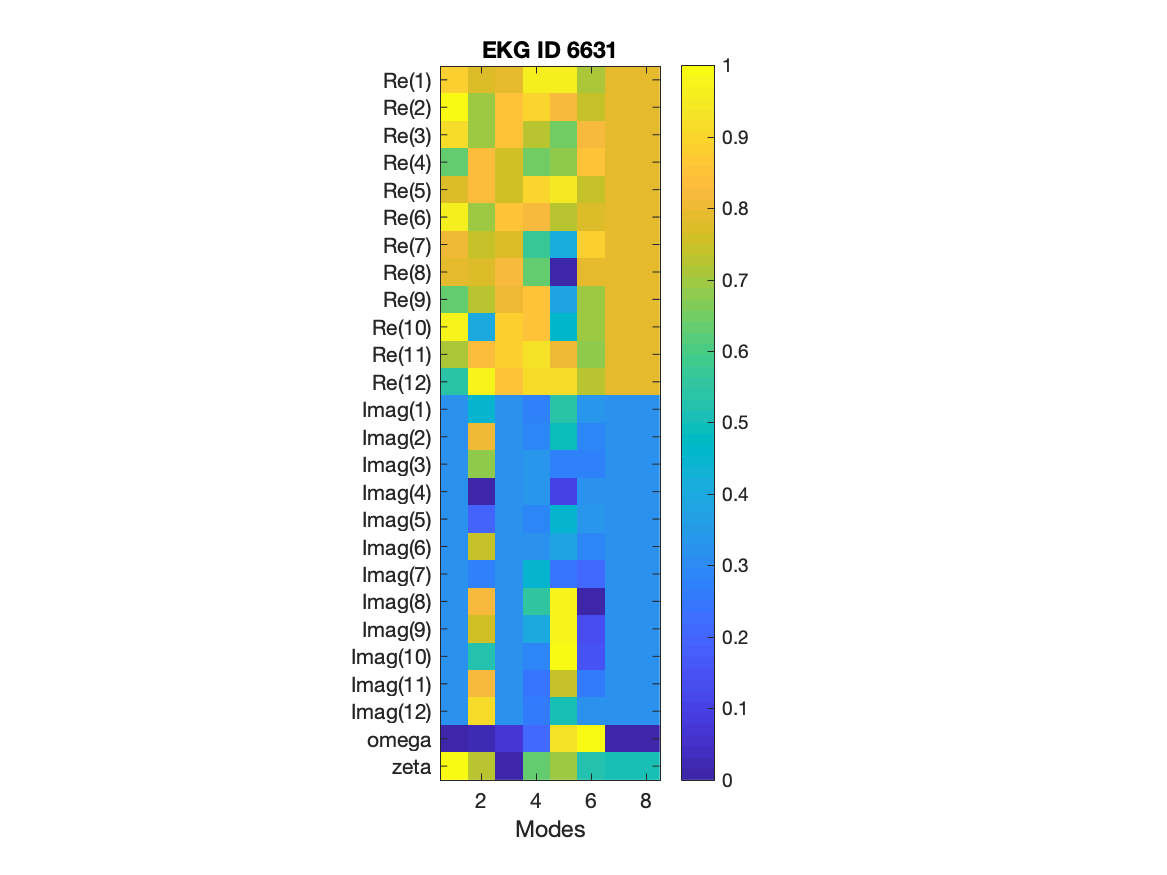 EKG ID 6631
Re(1)
Re(2)
Re(3)
Re(4)
Re(5)
Re(6)
Re(7)
Re(8)
Re(9)
Re(10)
Re(11)
Re(12)
Imag(1)
Imag(2)
Imag(3)
Imag(4)
Imag(5)
Imag(6)
Imag(7)
Imag(8)
Imag(9)
Imag(10)
Imag(11)
Imag(12)
omega
zeta
2 4 6 8
Modes
1
0.9
0.8
0.7
0.6
0.5
0.4
0.3
0.2
0.1
0